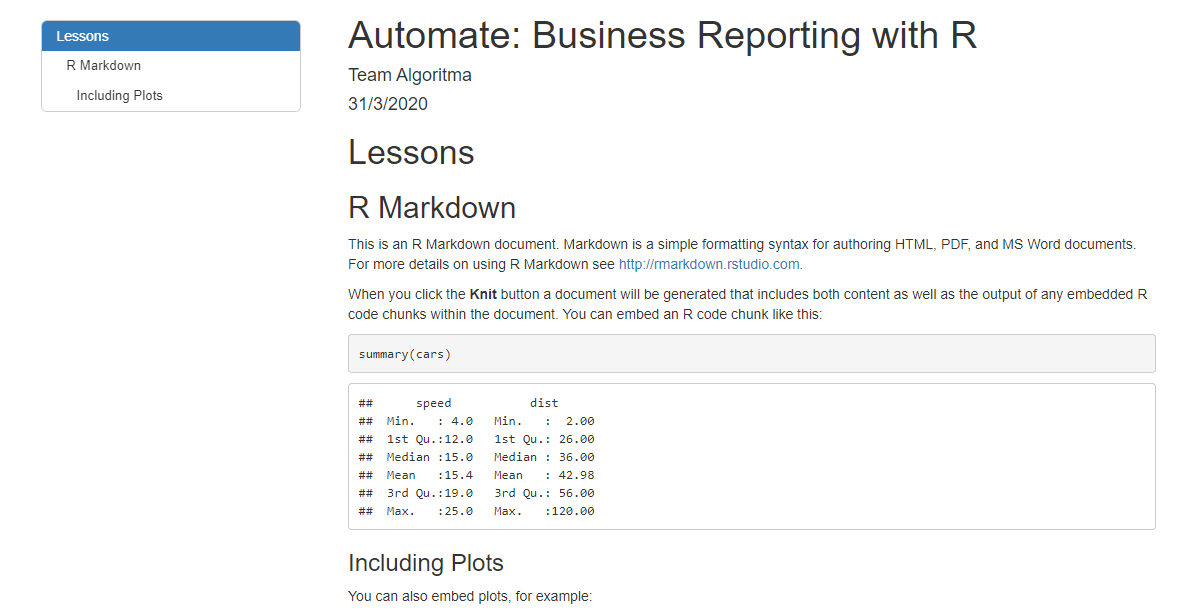 Lessons
R Markdown
Including Plots
Automate: Business Reporting with R
Team Algoritma
31/3/2020
Lessons
R Markdown
This is an R Markdown document. Markdown is a simple formatting syntax for authoring HTML, PDF, and MS Word documents.
For more details on using R Markdown see http://rmarkdown.rstudio.com.
When you click the Knit button a document will be generated that includes both content as well as the output of any embedded R
code chunks within the document. You can embed an R code chunk like this:
summary(cars)
##      speed           dist
##  Min.   : 4.0   Min.   :  2.00
##  1st Qu.:12.0   1st Qu.: 26.00
##  Median :15.0   Median : 36.00
##  Mean   :15.4   Mean   : 42.98
##  3rd Qu.:19.0   3rd Qu.: 56.00
##  Max.   :25.0   Max.   :120.00
Including Plots
You can also embed plots, for example: